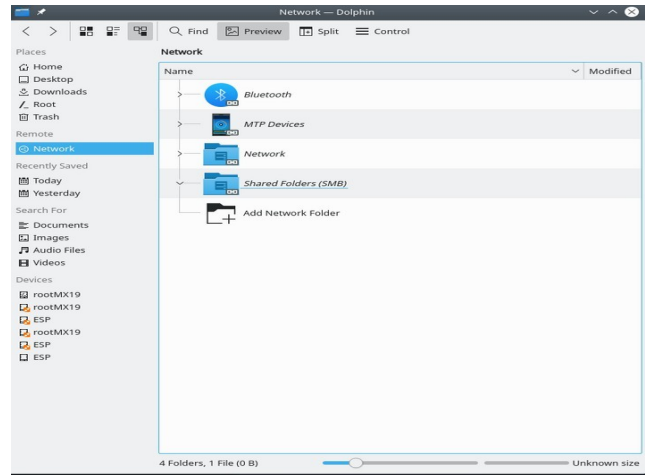 Network — Dolphin
Find Preview Split Control
Places
Home
Desktop
Downloads
Root
Trash
Remote
Network
Recently Saved
Today
Yesterday
Search For
Documents
Images
Audio Files
Videos
Devices
rootMX19
rootMX19
ESP
rootMX19
ESP
ESP
Network
Name Modified
Bluetooth
MTP Devices
Network
Shared Folders (SMB)
Add Network Folder
4 Folders, 1 File (0 B) Unknown size